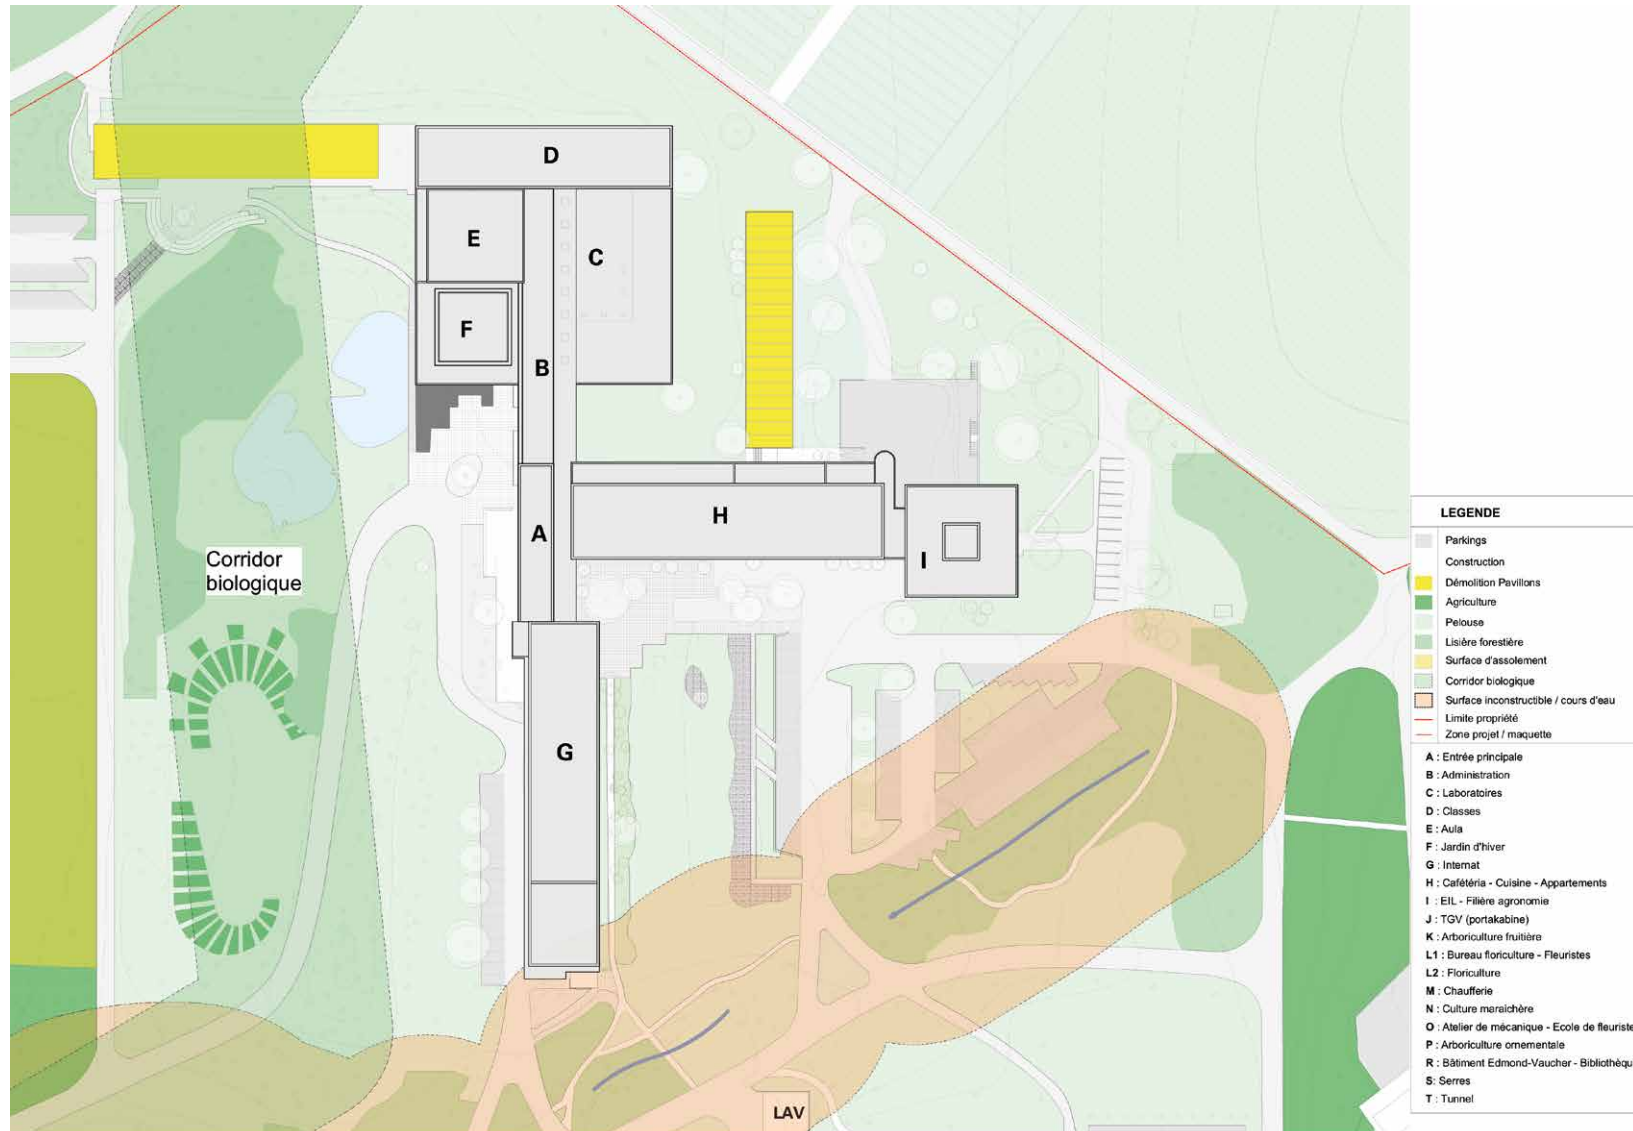 D
E
C
F
B
H
A
I
Corridor
biologique
G
LAV
LEGENDE
Parkings
Construction
Démolition Pavillons
Agriculture
Pelouse
Lisière forestière
Surface d'assolement
Corridor biologique
Surface inconstructible / cours d'eau
Limite propriété
Zone projet / maquette
A : Entrée principale
B : Administration
C : Laboratoires
D : Classes
E : Aula
F : Jardin d'hiver
G : Internat
H : Cafétéria - Cuisine - Appartements
I : EIL - Filière agronomie
J : TGV (portakabine)
K : Arboriculture fruitière
L1 : Bureau floriculture - Fleuristes
L2 : Floriculture
M : Chaufferie
N : Culture maraichère
O : Atelier de mécanique - Ecole de fleuriste
P : Arboriculture ornementale
R : Bâtiment Edmond-Vaucher - Bibliothèqu
S: Serres
T : Tunnel